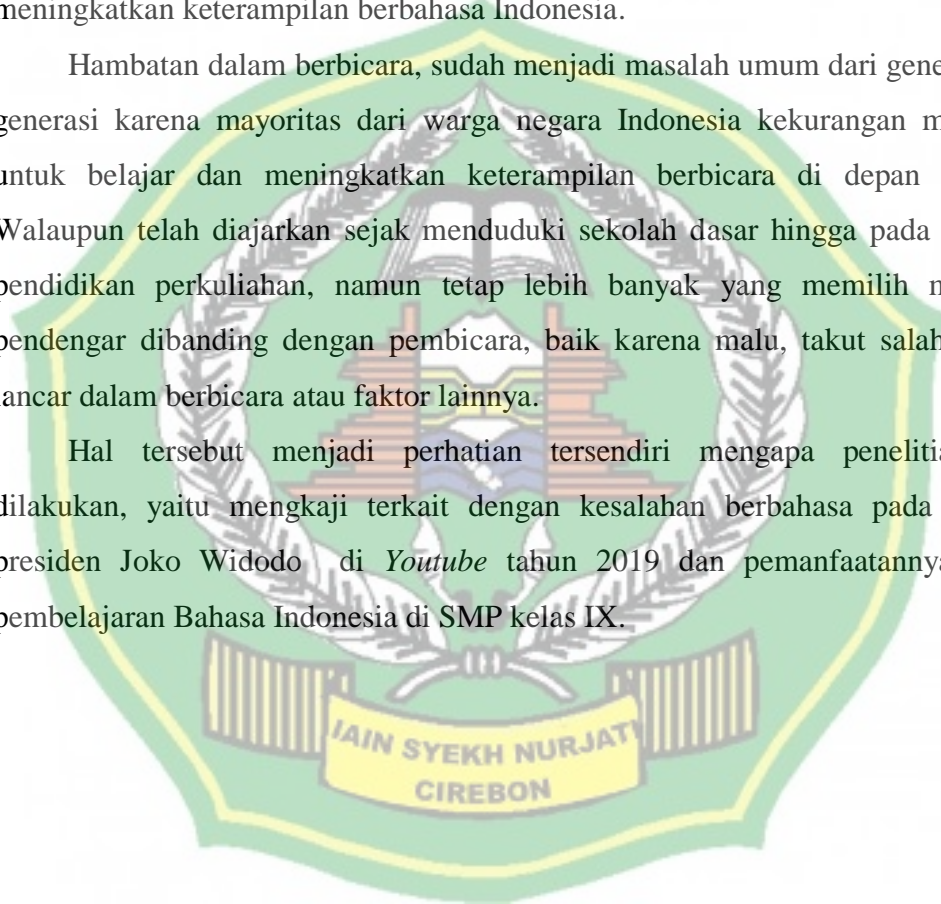 meningkatkan keterampilan berbahasa Indonesia.
Hambatan dalam berbicara, sudah menjadi masalah umum dari gene
generasi karena mayoritas dari warga negara Indonesia kekurangan m
untuk belajar dan meningkatkan keterampilan berbicara di depan
Walaupun telah diajarkan sejak menduduki sekolah dasar hingga pada
pendidikan perkuliahan, namun tetap lebih banyak yang memilih m
pendengar dibanding dengan pembicara, baik karena malu, takut salah
lancar dalam berbicara atau faktor lainnya.
Hal tersebut menjadi perhatian tersendiri mengapa peneliti
dilakukan, yaitu mengkaji terkait dengan kesalahan berbahasa pada
presiden Joko Widodo di Youtube tahun 2019 dan pemanfaatannya
pembelajaran Bahasa Indonesia di SMP kelas IX.
IAIN SYEKH NURJATI
CIREBON